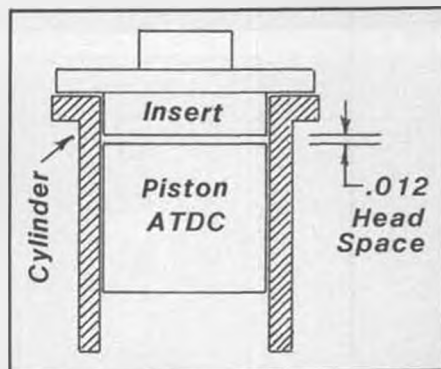 Insert
Piston
ATDC
Cylinder
.012
Head
Space